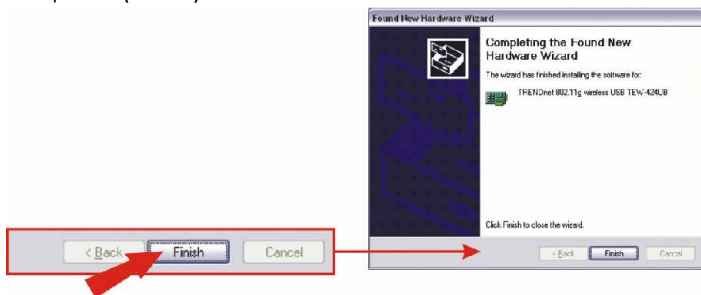 Found New Hardware Wizard
Completing the Found New
Hardware Wizard
The wizard has finished installing the software for:
TRENDnet 802.11g wireless USB TEW-424UB
Click Finish to close the wizard.
< Back
Finish
Cancel
< Back
Finish
Cancel